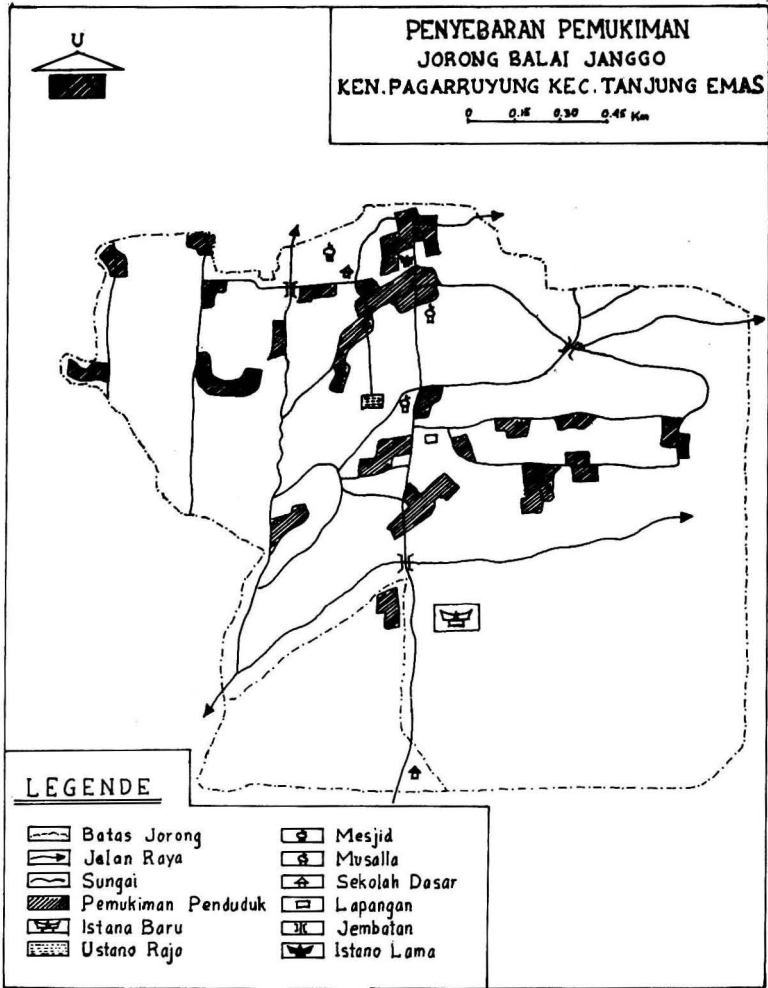 U
PENYEBARAN PEMUKIMAN
JORONG BALAI JANGGO
KEN.PAGARRUYUNG KEC.TANJUNG EMAS
0 0.15 0.30 0.45 Km
LEGENDE
Batas Jorong
Jalan Raya
Sungai
Pemukiman Penduduk
Istana Baru
Ustano Rajo
Mesjid
Musalla
Sekolah Dasar
Lapangan
Jembatan
Istano Lama